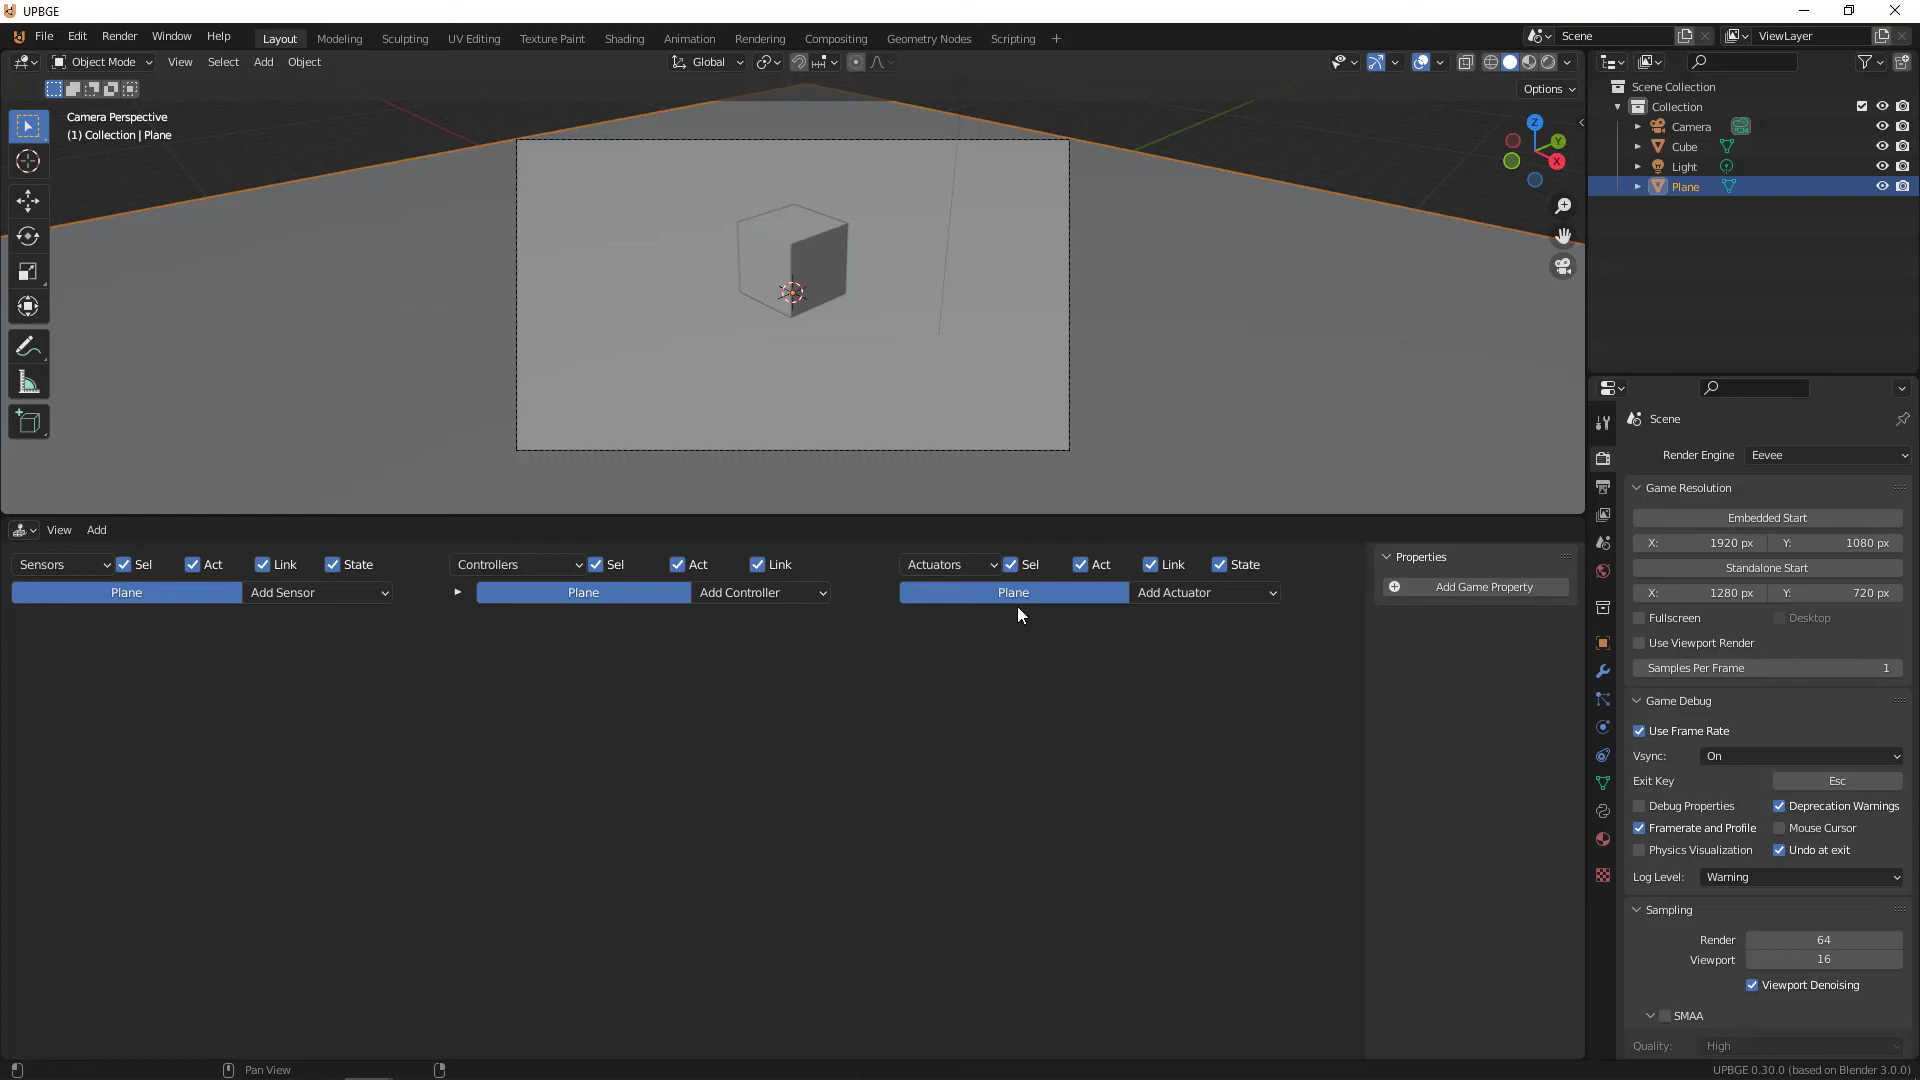 UPBGE
File Edit Render Window Help Layout Modeling Sculpting UV Editing Texture Paint Shading Animation Rendering Compositing Geometry Nodes Scripting + Scene ViewLayer
Object Mode View Select Add Object Global
Options
Camera Perspective
(1) Collection | Plane
Z
Y
X
Scene Collection
Collection
Camera
Cube
Light
Plane
Scene
Render Engine Eevee
Game Resolution
Embedded Start
X: 1920 px Y: 1080 px
Standalone Start
X: 1280 px Y: 720 px
Fullscreen Desktop
Use Viewport Render
Samples Per Frame 1
Game Debug
Use Frame Rate
Vsync: On
Exit Key Esc
Debug Properties Deprecation Warnings
Framerate and Profile Mouse Cursor
Physics Visualization Undo at exit
Log Level: Warning
Sampling
Render 64
Viewport 16
Viewport Denoising
SMAA
Quality: High
View Add
Sensors Sel Act Link State Controllers Sel Act Link Actuators Sel Act Link State
Plane Add Sensor Plane Add Controller Plane Add Actuator
Properties
Add Game Property
Pan View
UPBGE 0.30.0 (based on Blender 3.0.0)